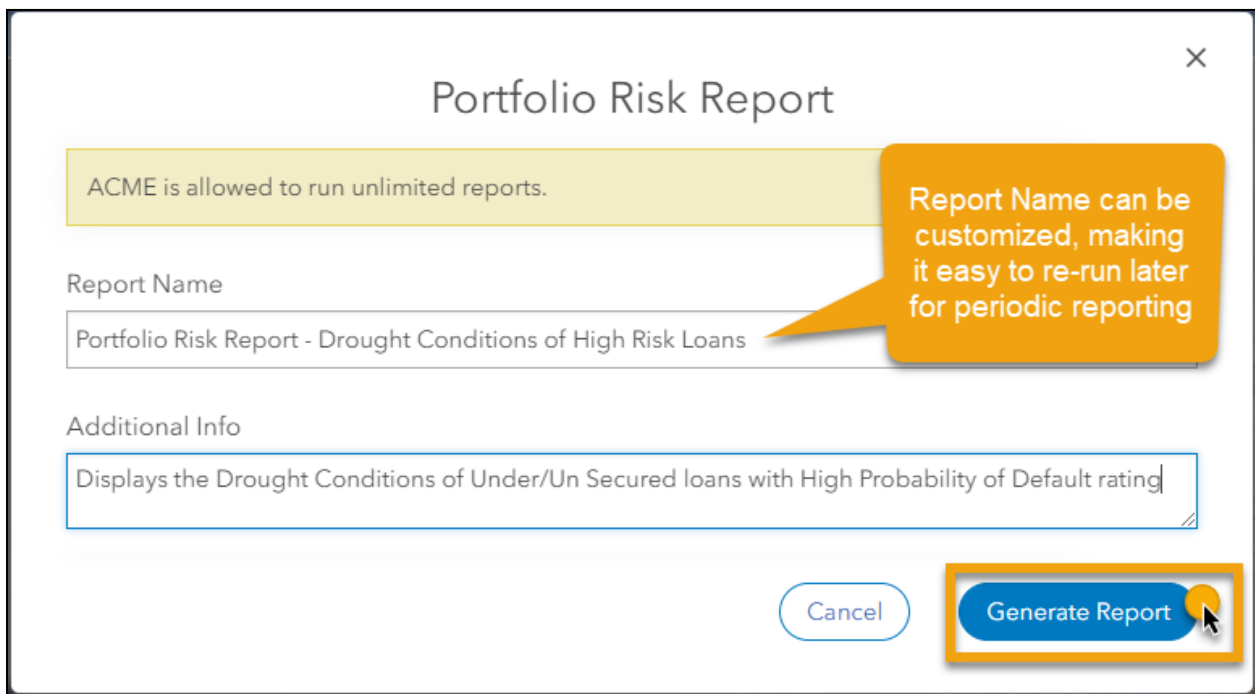 Portfolio Risk Report
ACME is allowed to run unlimited reports.
Report Name can be
customized, making
it easy to re-run later
for periodic reporting
Report Name
Portfolio Risk Report - Drought Conditions of High Risk Loans
Additional Info
Displays the Drought Conditions of Under/Un Secured loans with High Probability of Default rating
Cancel
Generate Report